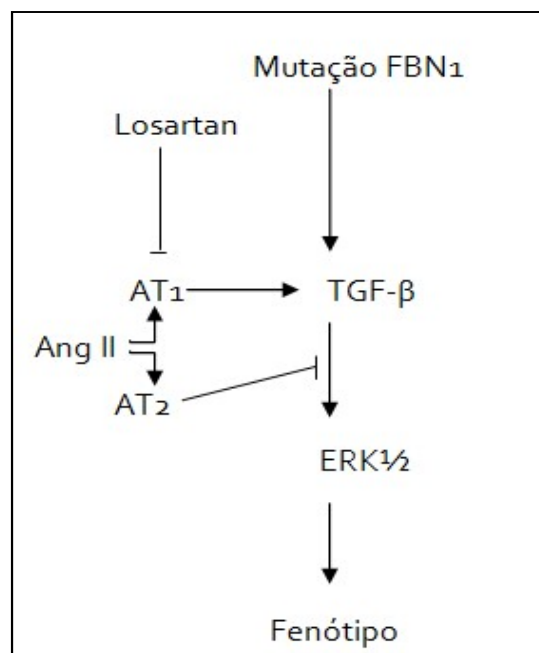 Mutação FBN1
Losartan
AT1
TGF-β
Ang II
AT2
ERK½
Fenótipo